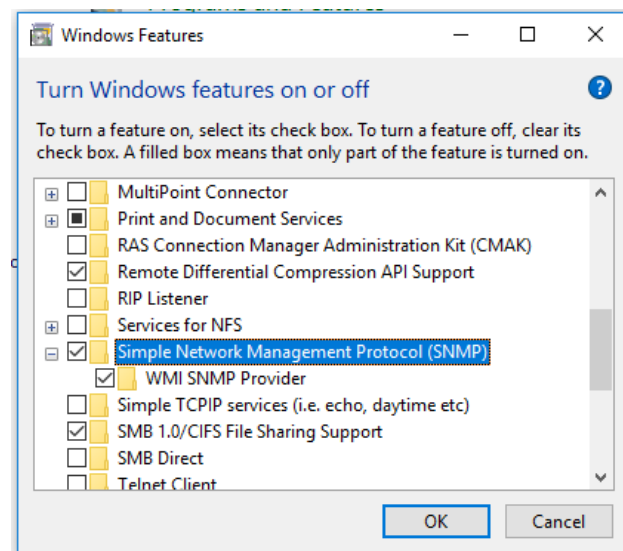 Programs and Features
Windows Features
Turn Windows features on or off
To turn a feature on, select its check box. To turn a feature off, clear its
check box. A filled box means that only part of the feature is turned on.
MultiPoint Connector
Print and Document Services
RAS Connection Manager Administration Kit (CMAK)
Remote Differential Compression API Support
RIP Listener
Services for NFS
Simple Network Management Protocol (SNMP)
WMI SNMP Provider
Simple TCPIP services (i.e. echo, daytime etc)
SMB 1.0/CIFS File Sharing Support
SMB Direct
Telnet Client
OK
Cancel